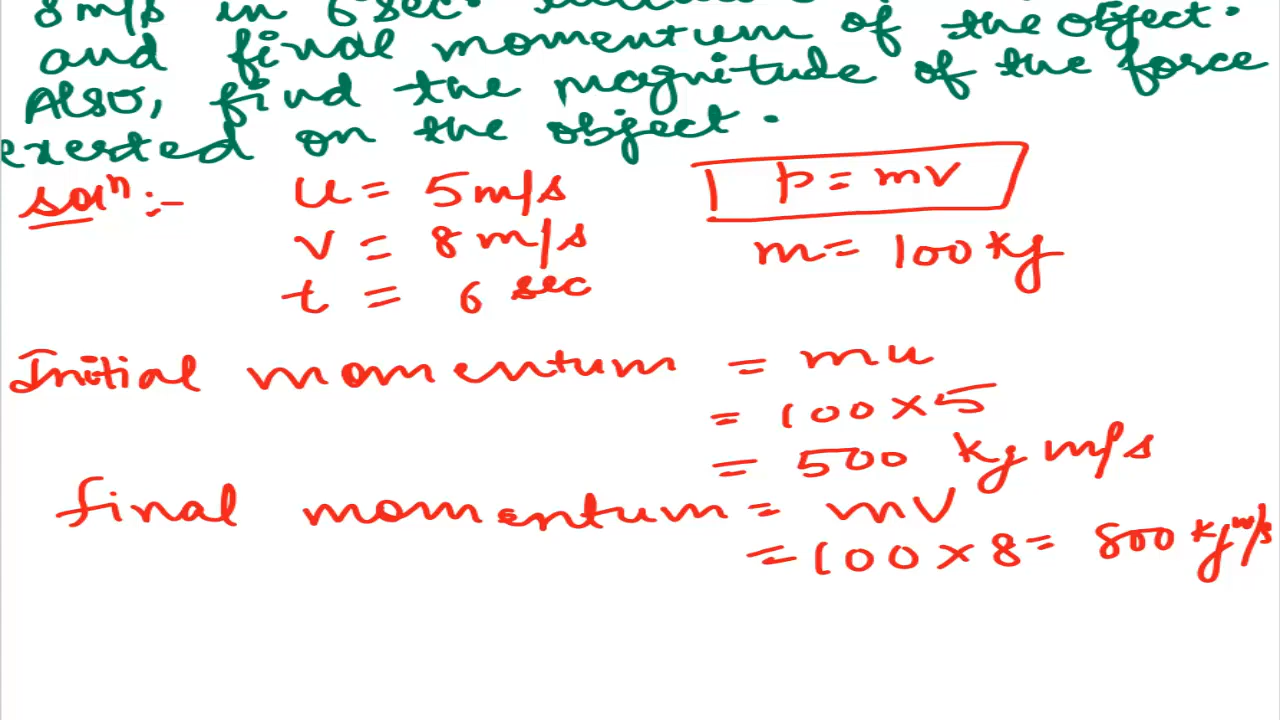 8 m/s in 6 sec.
and final momentum of the object.
Also, find the magnitude of the force
exerted on the object.
Soln :-
u = 5 m/s
p = mv
v = 8 m/s
m = 100 kg
t = 6 sec
Initial momentum = mu
= 100 × 5
= 500 kg m/s
final momentum = mv
= 100 × 8 = 800 kg m/s